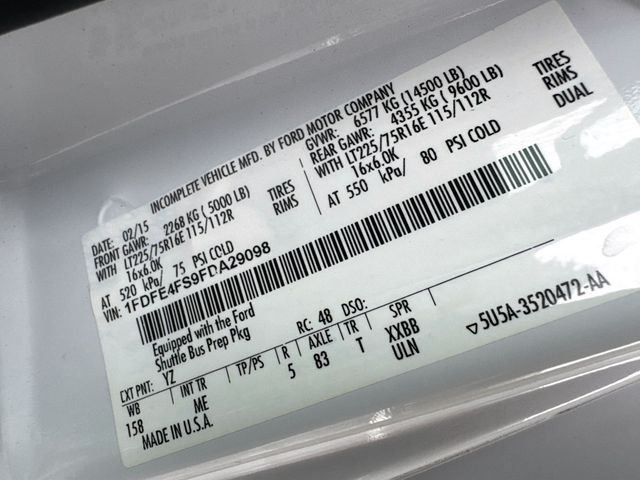 INCOMPLETE VEHICLE MFD. BY FORD MOTOR COMPANY
DATE: 02/15 GVWR: 6577 KG (14500 LB)
FRONT GAWR: 2268 KG (5000 LB) REAR GAWR: 4355 KG (9600 LB)
WITH LT225/75R16E 115/112R TIRES WITH LT225/75R16E 115/112R TIRES
16x6.0K RIMS 16x6.0K RIMS
AT 520 kPa/ 75 PSI COLD AT 550 kPa/ 80 PSI COLD DUAL
VIN: 1FDFE4FS9FDA29098
Equipped with the Ford
Shuttle Bus Prep Pkg
RC: 48 DSO:
EXT PNT: YZ
WB INT TR TP/PS R AXLE TR SPR
158 ME 5 83 T XXBB
ULN
MADE IN U.S.A.
▽5U5A-3520472-AA